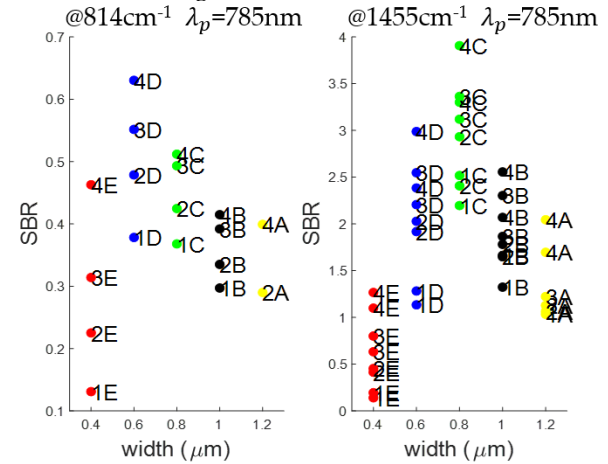 @814cm⁻¹ λp=785nm
@1455cm⁻¹ λp=785nm
SBR
0.7
0.6
0.5
0.4
0.3
0.2
0.1
4D
3D
2D
1D
4C
3C
2C
1C
4E
3E
2E
1E
4B
3B
2B
1B
4A
2A
0.4 0.6 0.8 1 1.2
width (μm)
SBR
4
3.5
3
2.5
2
1.5
1
0.5
0
4C
3C
4C
3C
2C
1C
2C
1C
4D
3D
4D
3D
2D
2D
1D
1D
4B
3B
4B
3B
2B
1B
4A
4A
3A
4E
4E
3E
3E
2E
2E
1E
1E
0.4 0.6 0.8 1 1.2
width (μm)